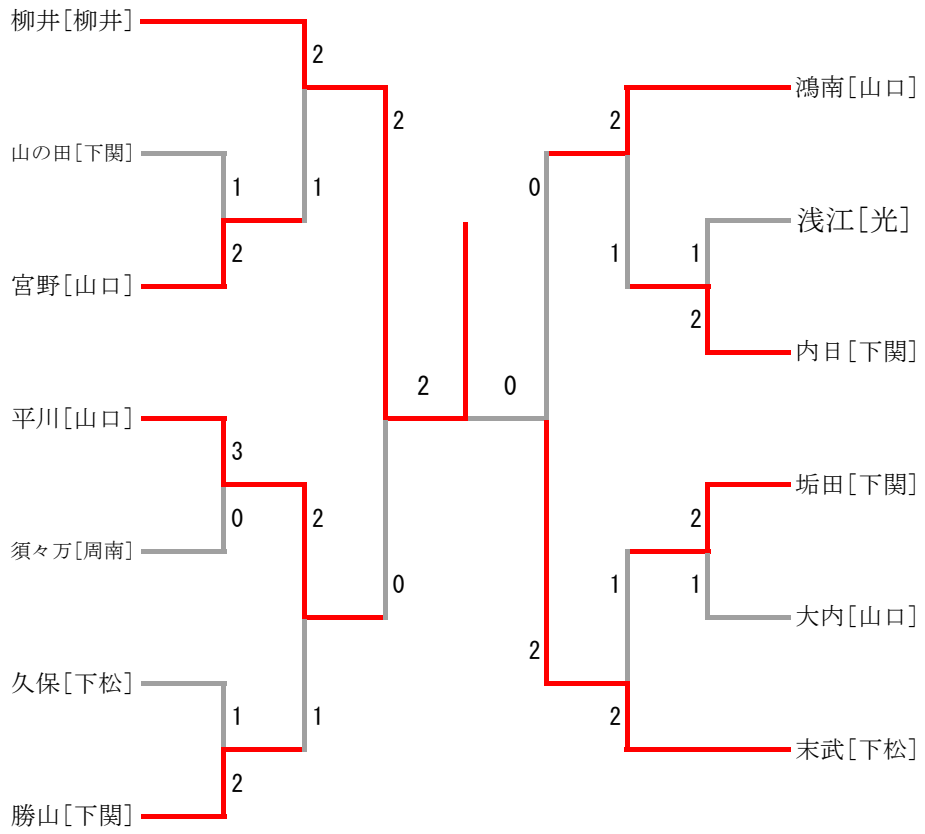 柳井[柳井]
2
2
山の田[下関]
1
1
2
宮野[山口]
平川[山口]
3
0
2
須々万[周南]
0
久保[下松]
1
1
2
勝山[下関]
2
0
鴻南[山口]
2
0
浅江[光]
1
1
2
内日[下関]
垢田[下関]
2
1
1
大内[山口]
2
2
末武[下松]